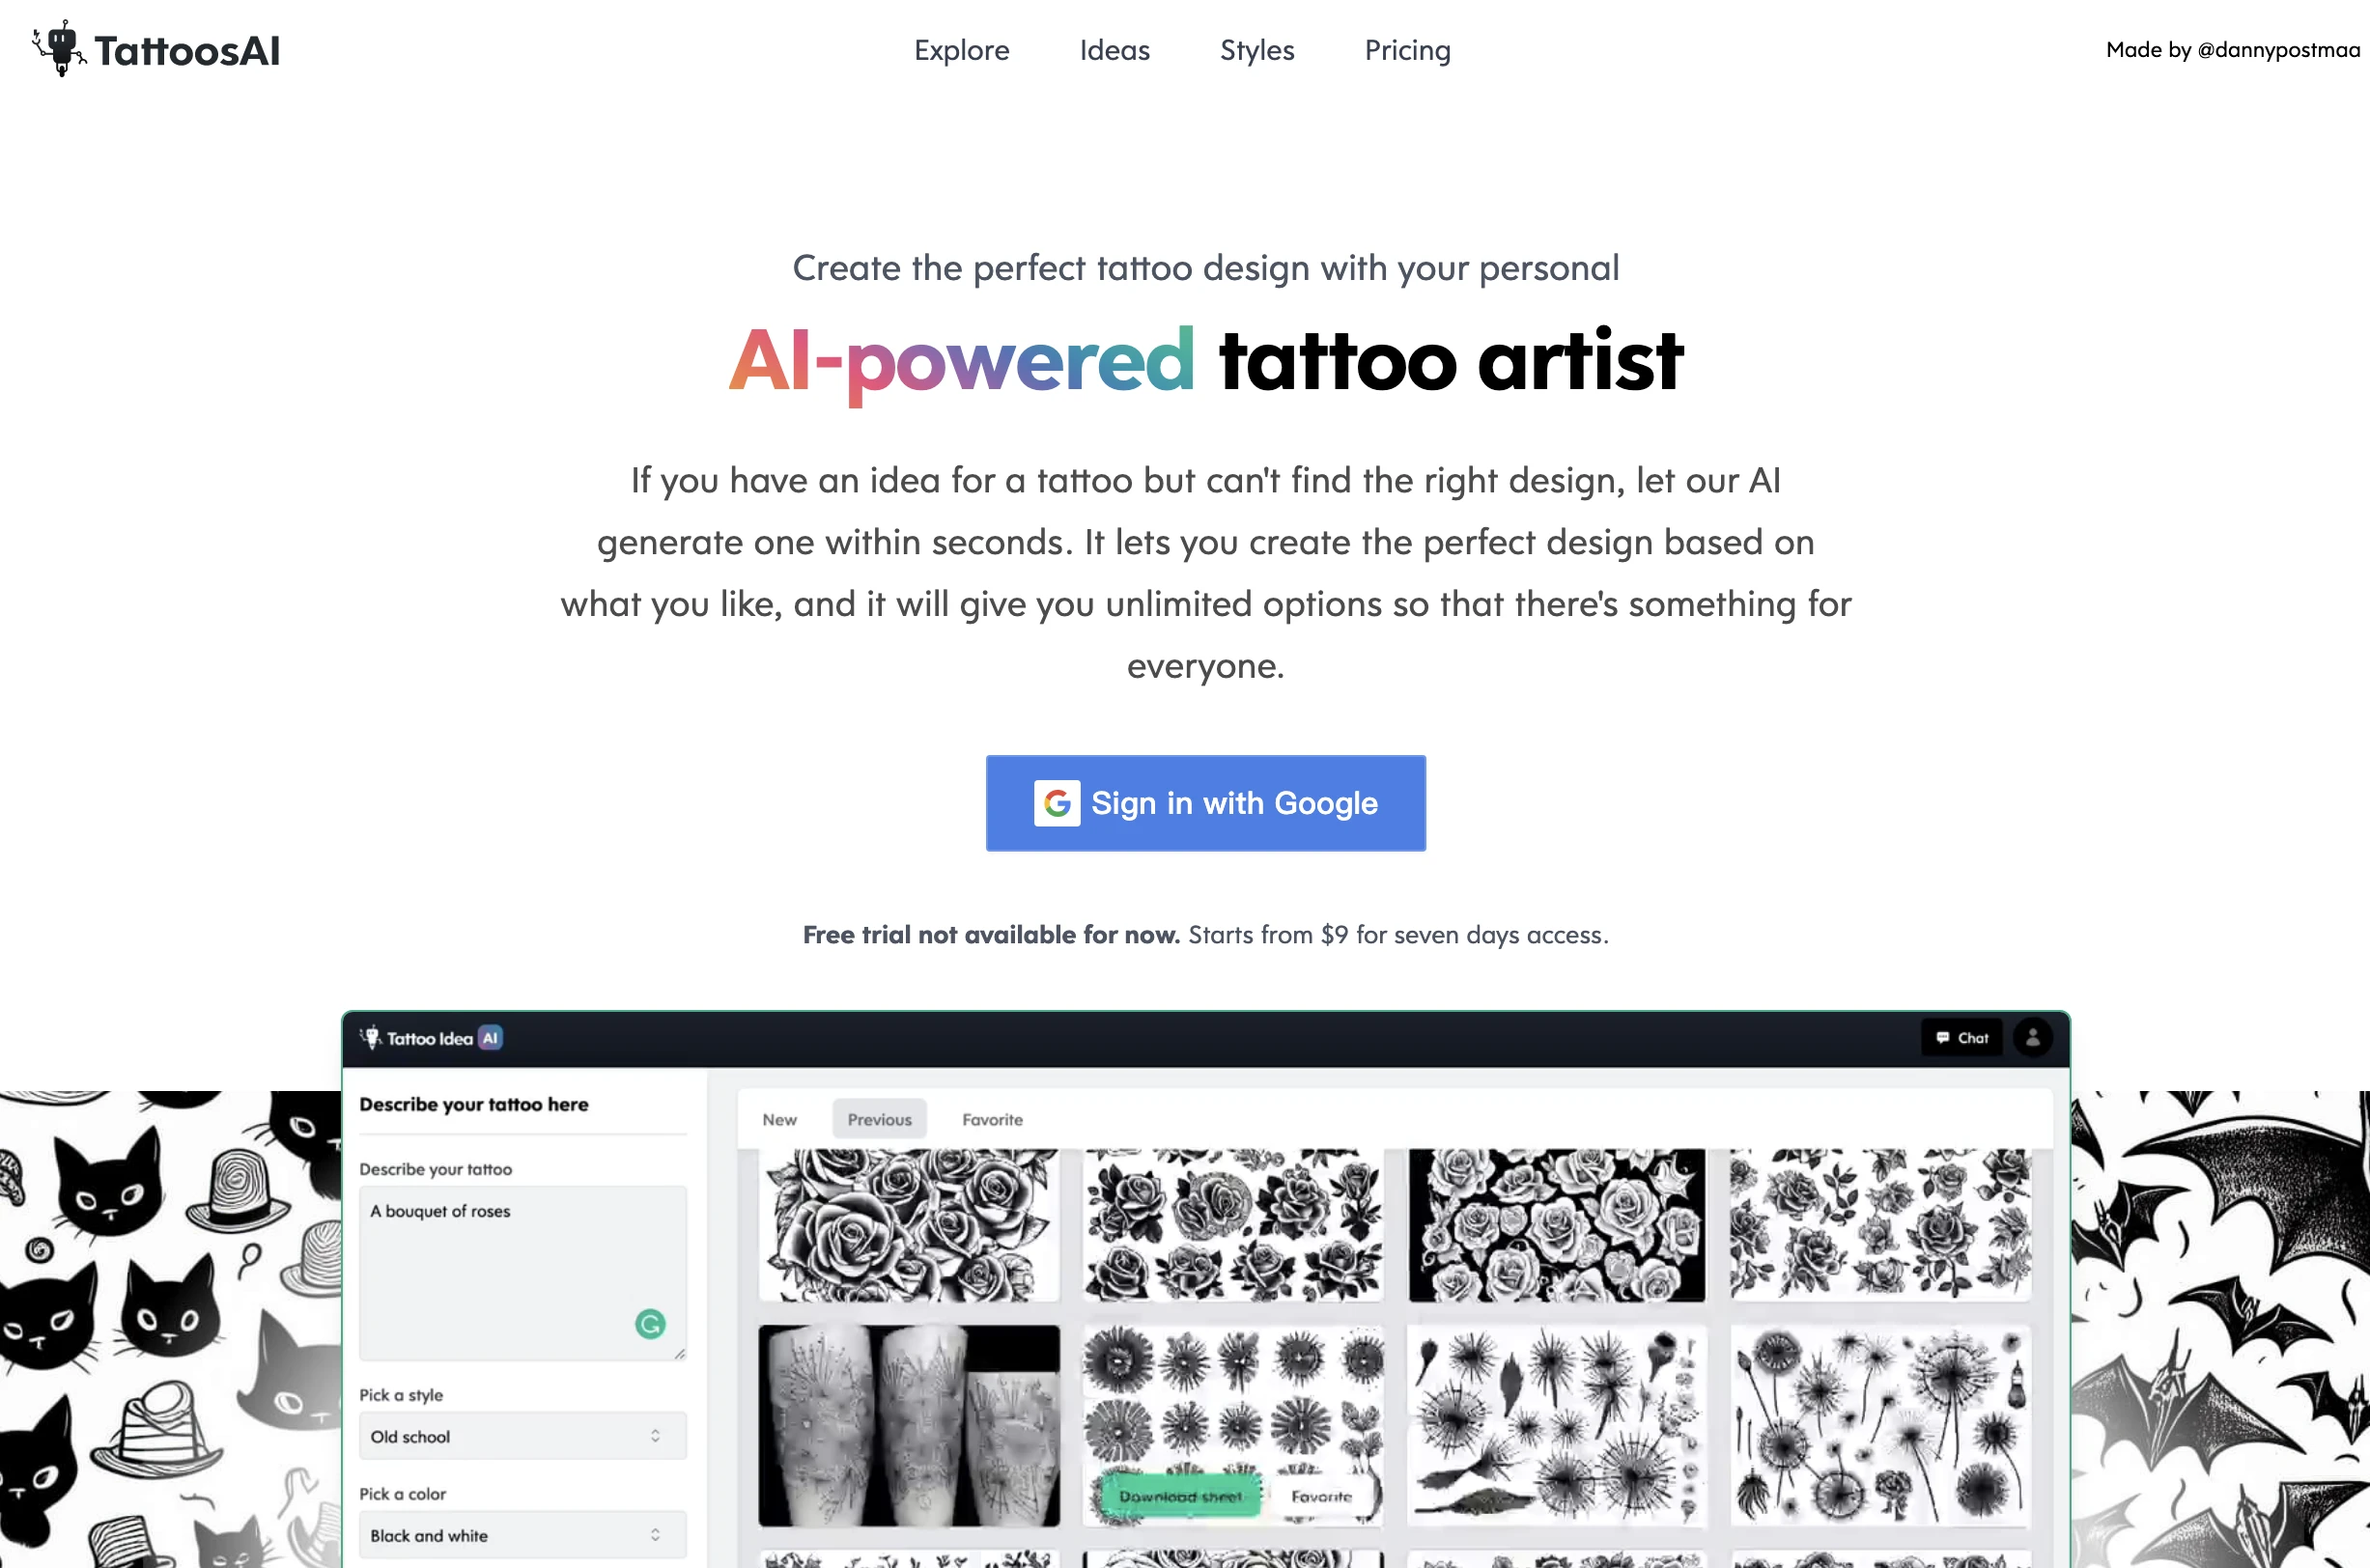 TattoosAI
Explore
Ideas
Styles
Pricing
Made by @dannypostmaa
Create the perfect tattoo design with your personal
AI-powered tattoo artist
If you have an idea for a tattoo but can't find the right design, let our AI
generate one within seconds. It lets you create the perfect design based on
what you like, and it will give you unlimited options so that there's something for
everyone.
Sign in with Google
Free trial not available for now. Starts from $9 for seven days access.
Tattoo Idea AI
Chat
Describe your tattoo here
New
Previous
Favorite
Describe your tattoo
A bouquet of roses
Pick a style
Old school
Pick a color
Black and white
Download sheet
Favorite